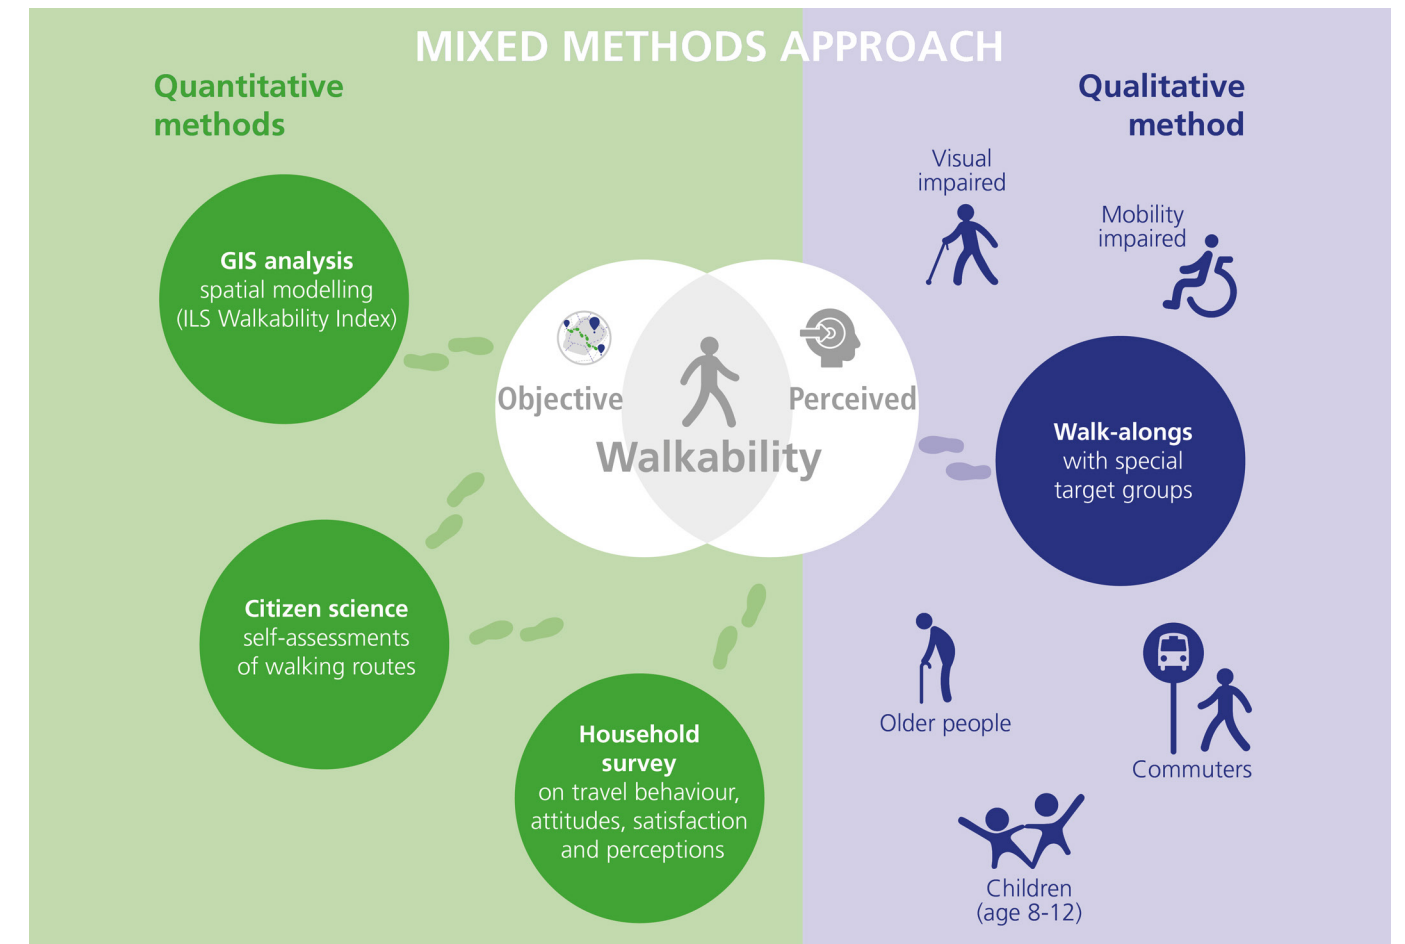 MIXED METHODS APPROACH
Quantitative
methods
GIS analysis
spatial modelling
(ILS Walkability Index)
Citizen science
self-assessments
of walking routes
Household
survey
on travel behaviour,
attitudes, satisfaction
and perceptions
Objective
Perceived
Walkability
Qualitative
method
Visual
impaired
Mobility
impaired
Walk-alongs
with special
target groups
Older people
Commuters
Children
(age 8-12)